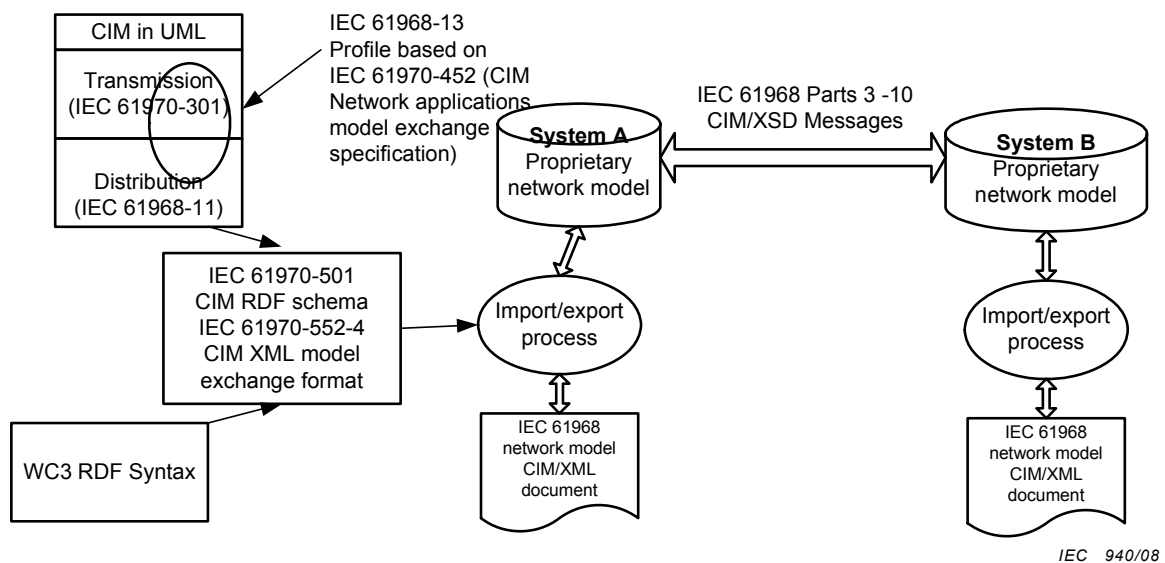 CIM in UML
Transmission
(IEC 61970-301)
Distribution
(IEC 61968-11)
IEC 61968-13
Profile based on
IEC 61970-452 (CIM
Network applications
model exchange
specification)
System A
Proprietary
network model
IEC 61968 Parts 3 -10
CIM/XSD Messages
System B
Proprietary
network model
IEC 61970-501
CIM RDF schema
IEC 61970-552-4
CIM XML model
exchange format
Import/export
process
Import/export
process
WC3 RDF Syntax
IEC 61968
network model
CIM/XML
document
IEC 61968
network model
CIM/XML
document
IEC 940/08